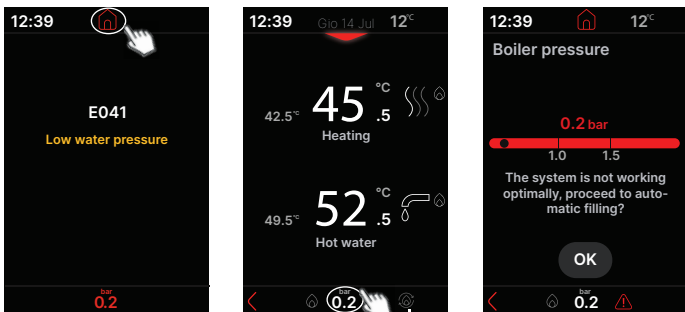 12:39
E041
Low water pressure
bar
0.2
12:39 Gio 14 Jul 12°C
42.5°C 45.5 °C
Heating
49.5°C 52.5 °C
Hot water
bar
0.2
12:39 12°C
Boiler pressure
0.2 bar
1.0 1.5
The system is not working
optimally, proceed to auto-
matic filling?
OK
bar
0.2